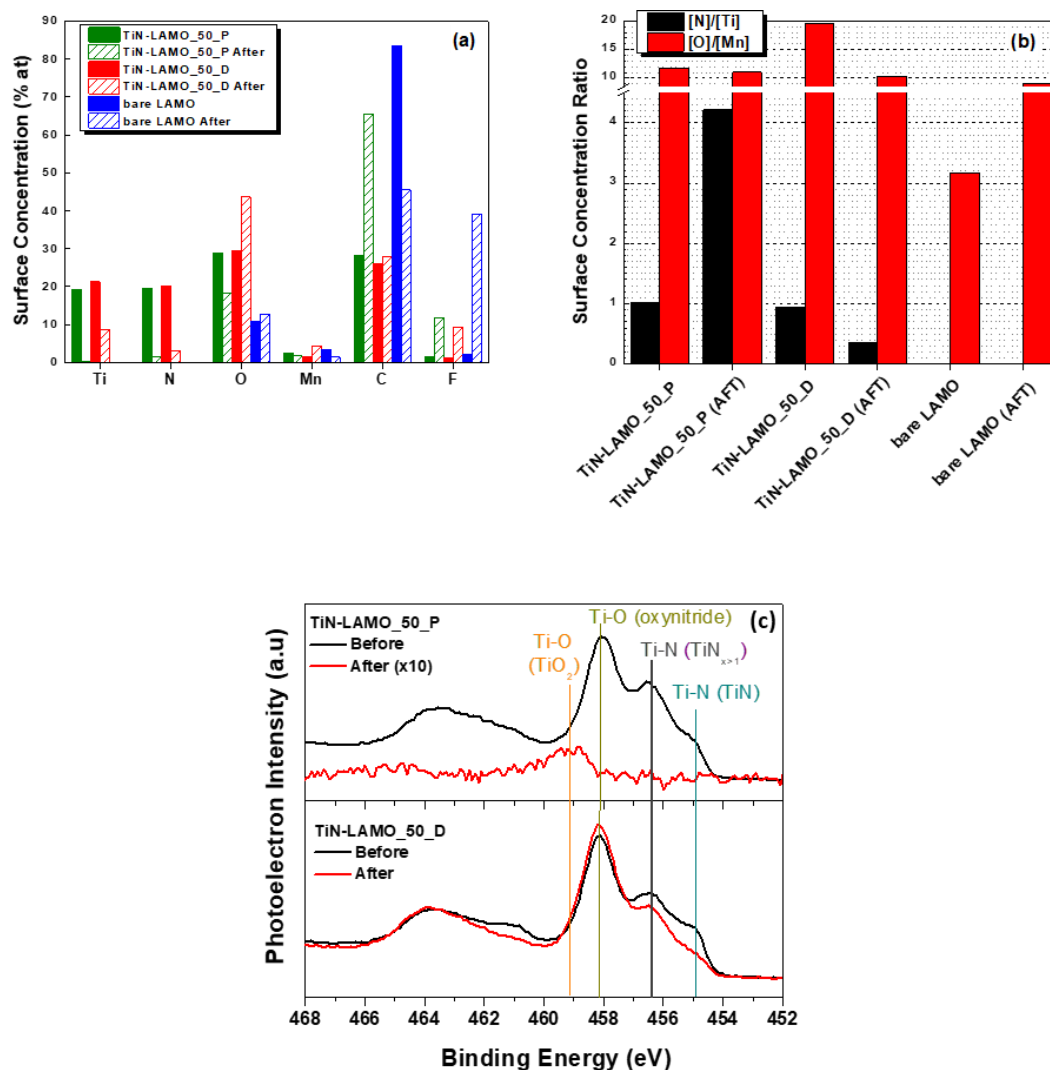 (a)
TiN-LAMO_50_P
TiN-LAMO_50_P After
TiN-LAMO_50_D
TiN-LAMO_50_D After
bare LAMO
bare LAMO After
Surface Concentration (% at)
90
80
70
60
50
40
30
20
10
0
Ti N O Mn C F
(b)
[N]/[Ti]
[O]/[Mn]
Surface Concentration Ratio
20
15
10
4
3
2
1
0
TiN-LAMO_50_P
TiN-LAMO_50_P (AFT)
TiN-LAMO_50_D
TiN-LAMO_50_D (AFT)
bare LAMO
bare LAMO (AFT)
(c)
TiN-LAMO_50_P
Before
After (x10)
Ti-O
(TiO2)
Ti-O (oxynitride)
Ti-N (TiNx>1)
Ti-N (TiN)
TiN-LAMO_50_D
Before
After
Photoelectron Intensity (a.u)
468 466 464 462 460 458 456 454 452
Binding Energy (eV)